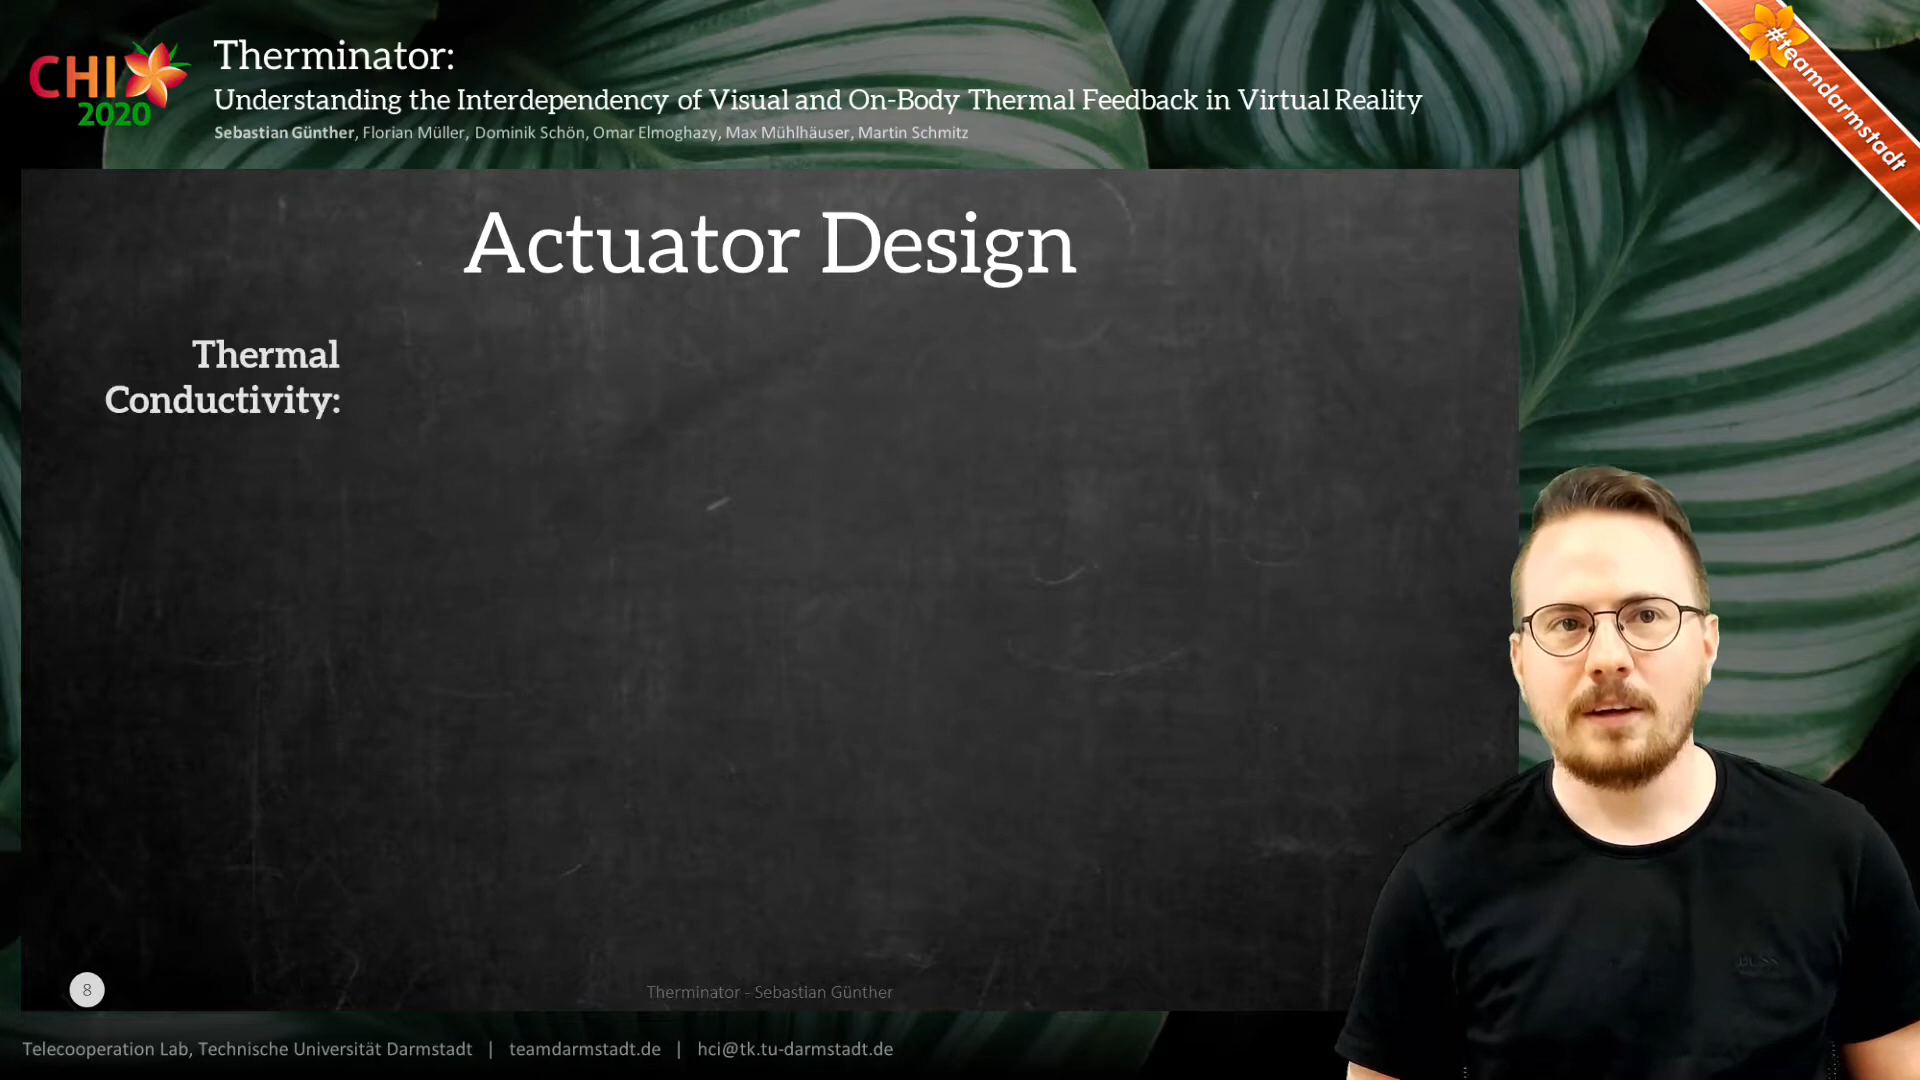 CHI
2020
Therminator:
Understanding the Interdependency of Visual and On-Body Thermal Feedback in Virtual Reality
Sebastian Günther, Florian Müller, Dominik Schön, Omar Elmoghazy, Max Mühlhäuser, Martin Schmitz
#teamdarmstadt
Actuator Design
Thermal
Conductivity:
8
Therminator - Sebastian Günther
Telecooperation Lab, Technische Universität Darmstadt | teamdarmstadt.de | hci@tk.tu-darmstadt.de